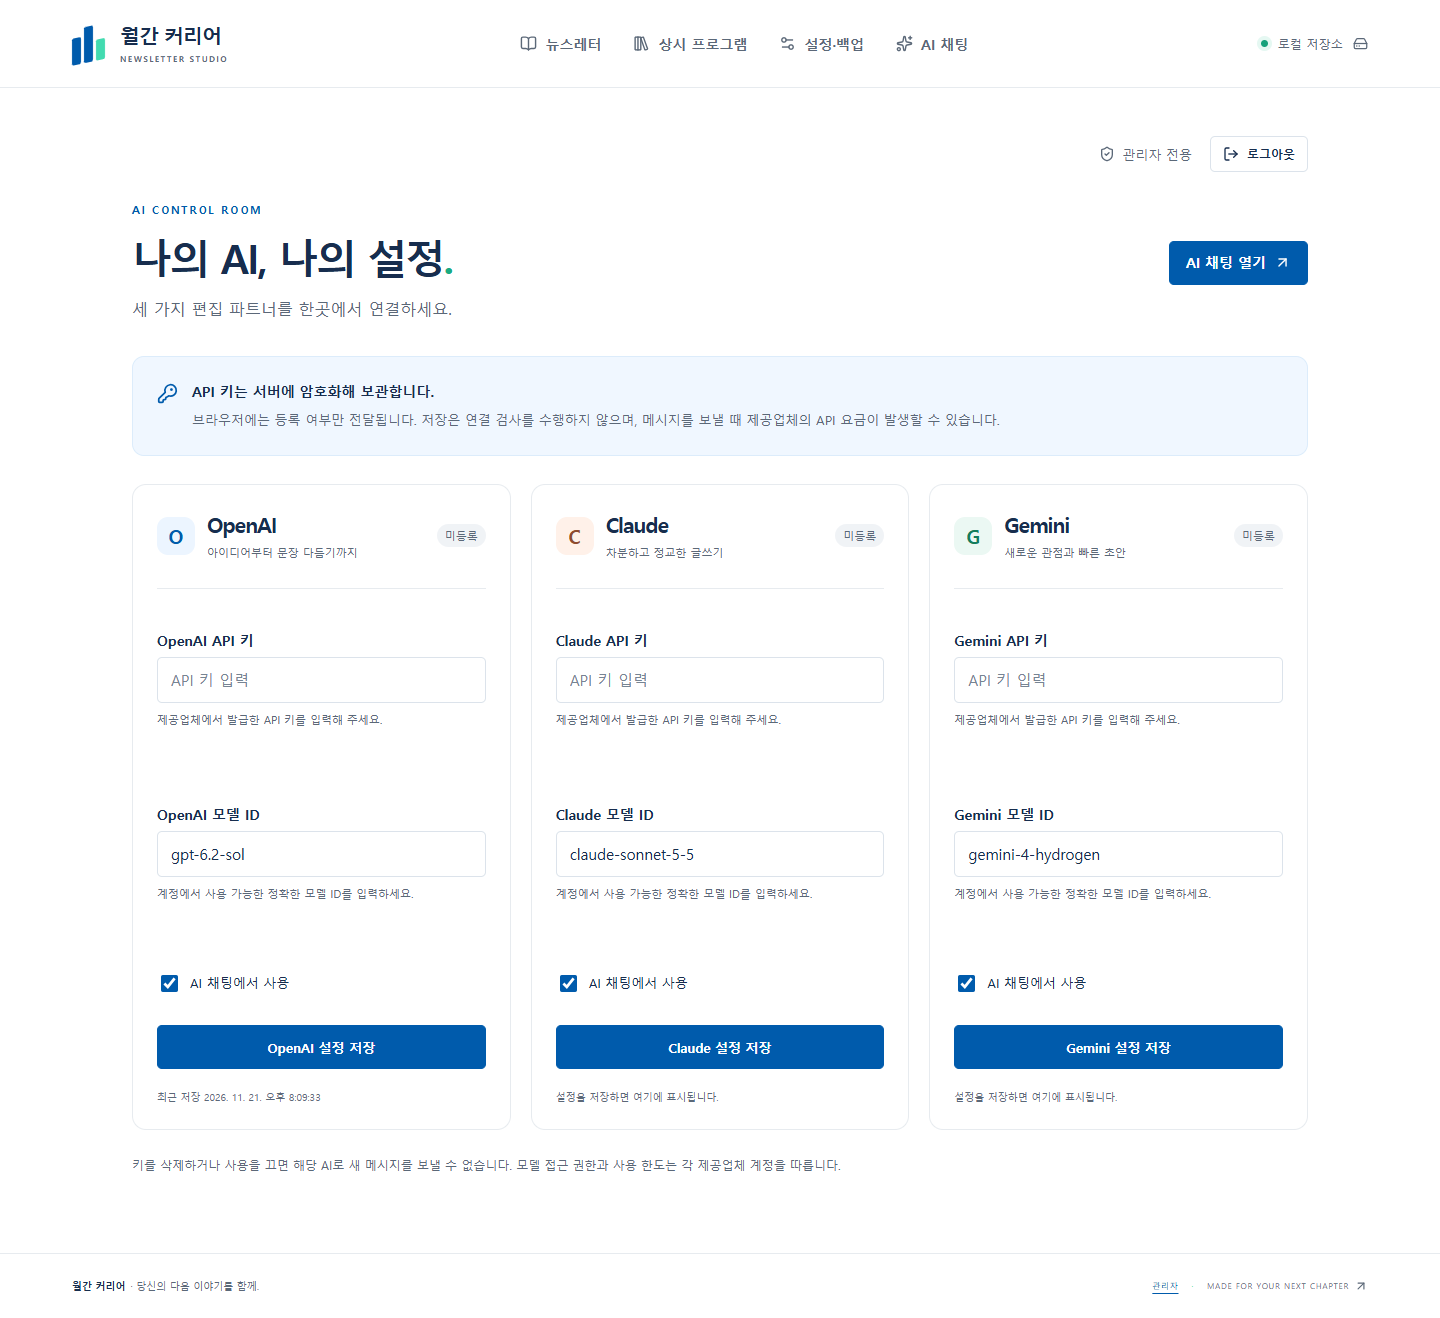 월간 커리어
NEWSLETTER STUDIO
뉴스레터
상시 프로그램
설정·백업
AI 채팅
로컬 저장소
관리자 전용
로그아웃
AI CONTROL ROOM
나의 AI, 나의 설정.
AI 채팅 열기
세 가지 편집 파트너를 한곳에서 연결하세요.
API 키는 서버에 암호화해 보관합니다.
브라우저에는 등록 여부만 전달됩니다. 저장은 연결 검사를 수행하지 않으며, 메시지를 보낼 때 제공업체의 API 요금이 발생할 수 있습니다.
O
OpenAI
아이디어부터 문장 다듬기까지
미등록
OpenAI API 키
API 키 입력
제공업체에서 발급한 API 키를 입력해 주세요.
OpenAI 모델 ID
gpt-6.2-sol
계정에서 사용 가능한 정확한 모델 ID를 입력하세요.
AI 채팅에서 사용
OpenAI 설정 저장
최근 저장 2026. 11. 21. 오후 8:09:33
C
Claude
차분하고 정교한 글쓰기
미등록
Claude API 키
API 키 입력
제공업체에서 발급한 API 키를 입력해 주세요.
Claude 모델 ID
claude-sonnet-5-5
계정에서 사용 가능한 정확한 모델 ID를 입력하세요.
AI 채팅에서 사용
Claude 설정 저장
설정을 저장하면 여기에 표시됩니다.
G
Gemini
새로운 관점과 빠른 초안
미등록
Gemini API 키
API 키 입력
제공업체에서 발급한 API 키를 입력해 주세요.
Gemini 모델 ID
gemini-4-hydrogen
계정에서 사용 가능한 정확한 모델 ID를 입력하세요.
AI 채팅에서 사용
Gemini 설정 저장
설정을 저장하면 여기에 표시됩니다.
키를 삭제하거나 사용을 끄면 해당 AI로 새 메시지를 보낼 수 없습니다. 모델 접근 권한과 사용 한도는 각 제공업체 계정을 따릅니다.
월간 커리어 · 당신의 다음 이야기를 함께.
관리자 · MADE FOR YOUR NEXT CHAPTER